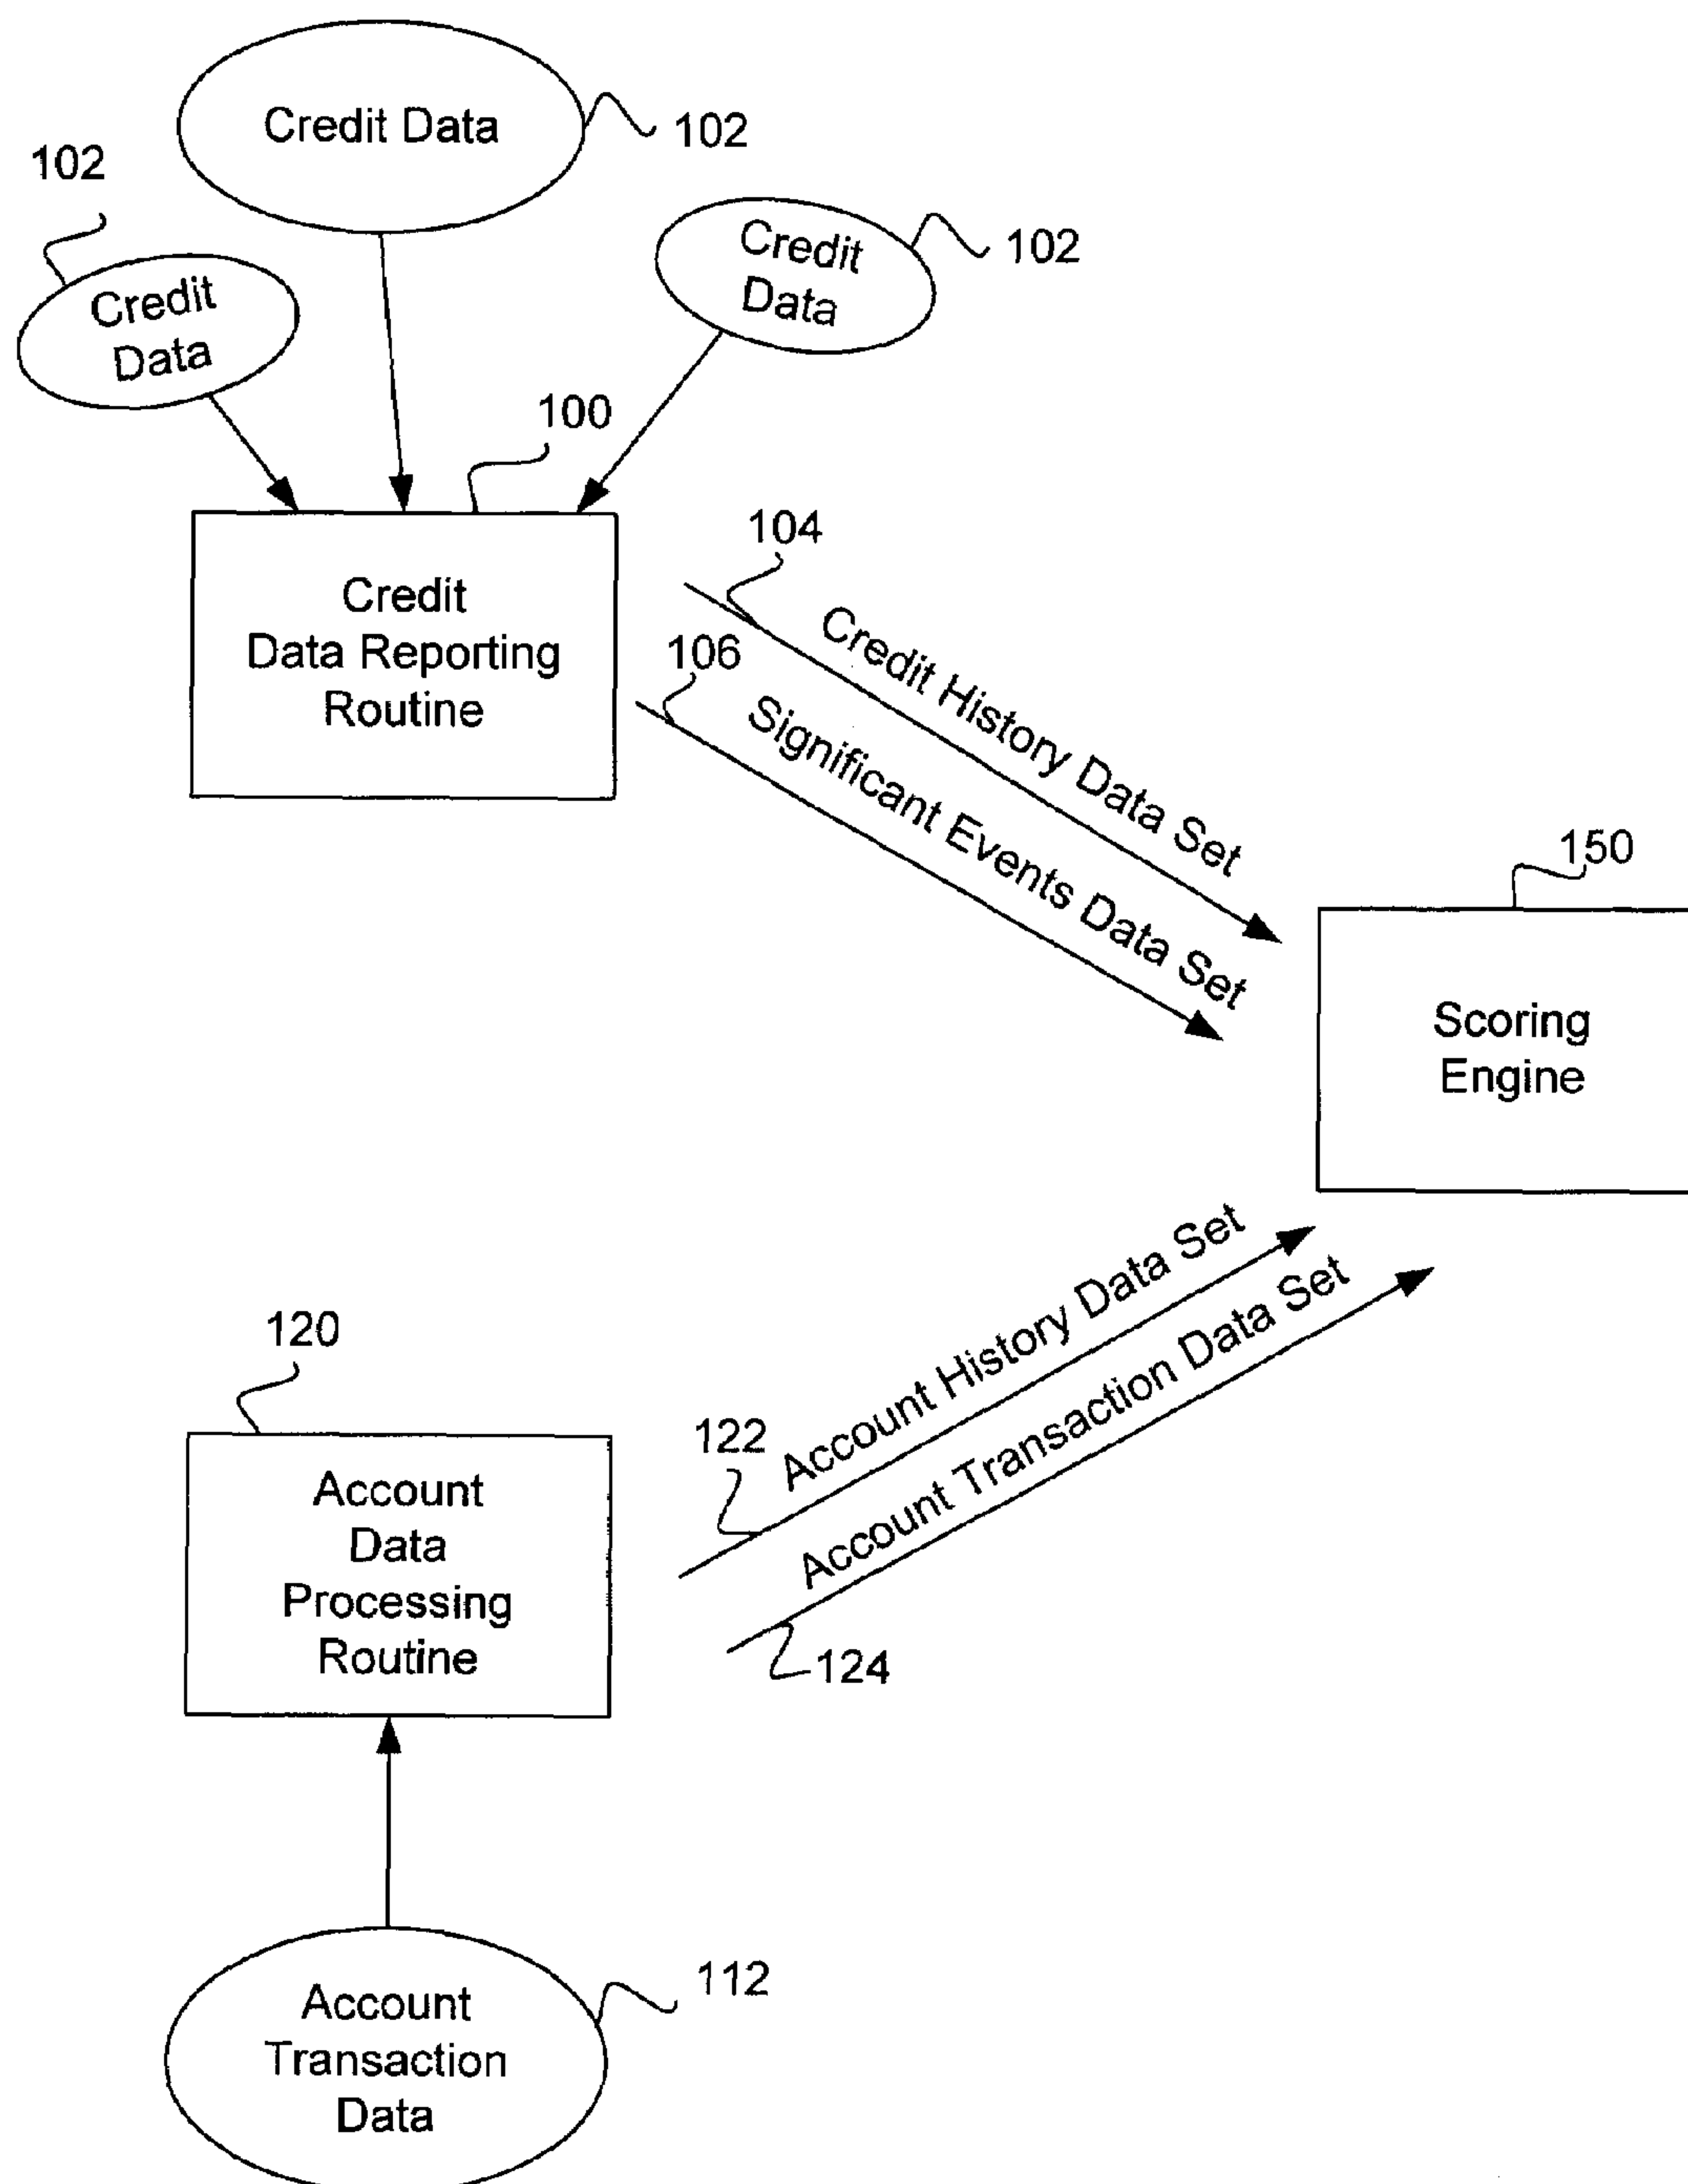 Credit Data
102
102
Credit
Data
102
Credit
Data
100
104
Credit
Data Reporting
Routine
106
Credit History Data Set
Significant Events Data Set
150
Scoring
Engine
120
Account
Data
Processing
Routine
122
Account History Data Set
Account Transaction Data Set
124
112
Account
Transaction
Data